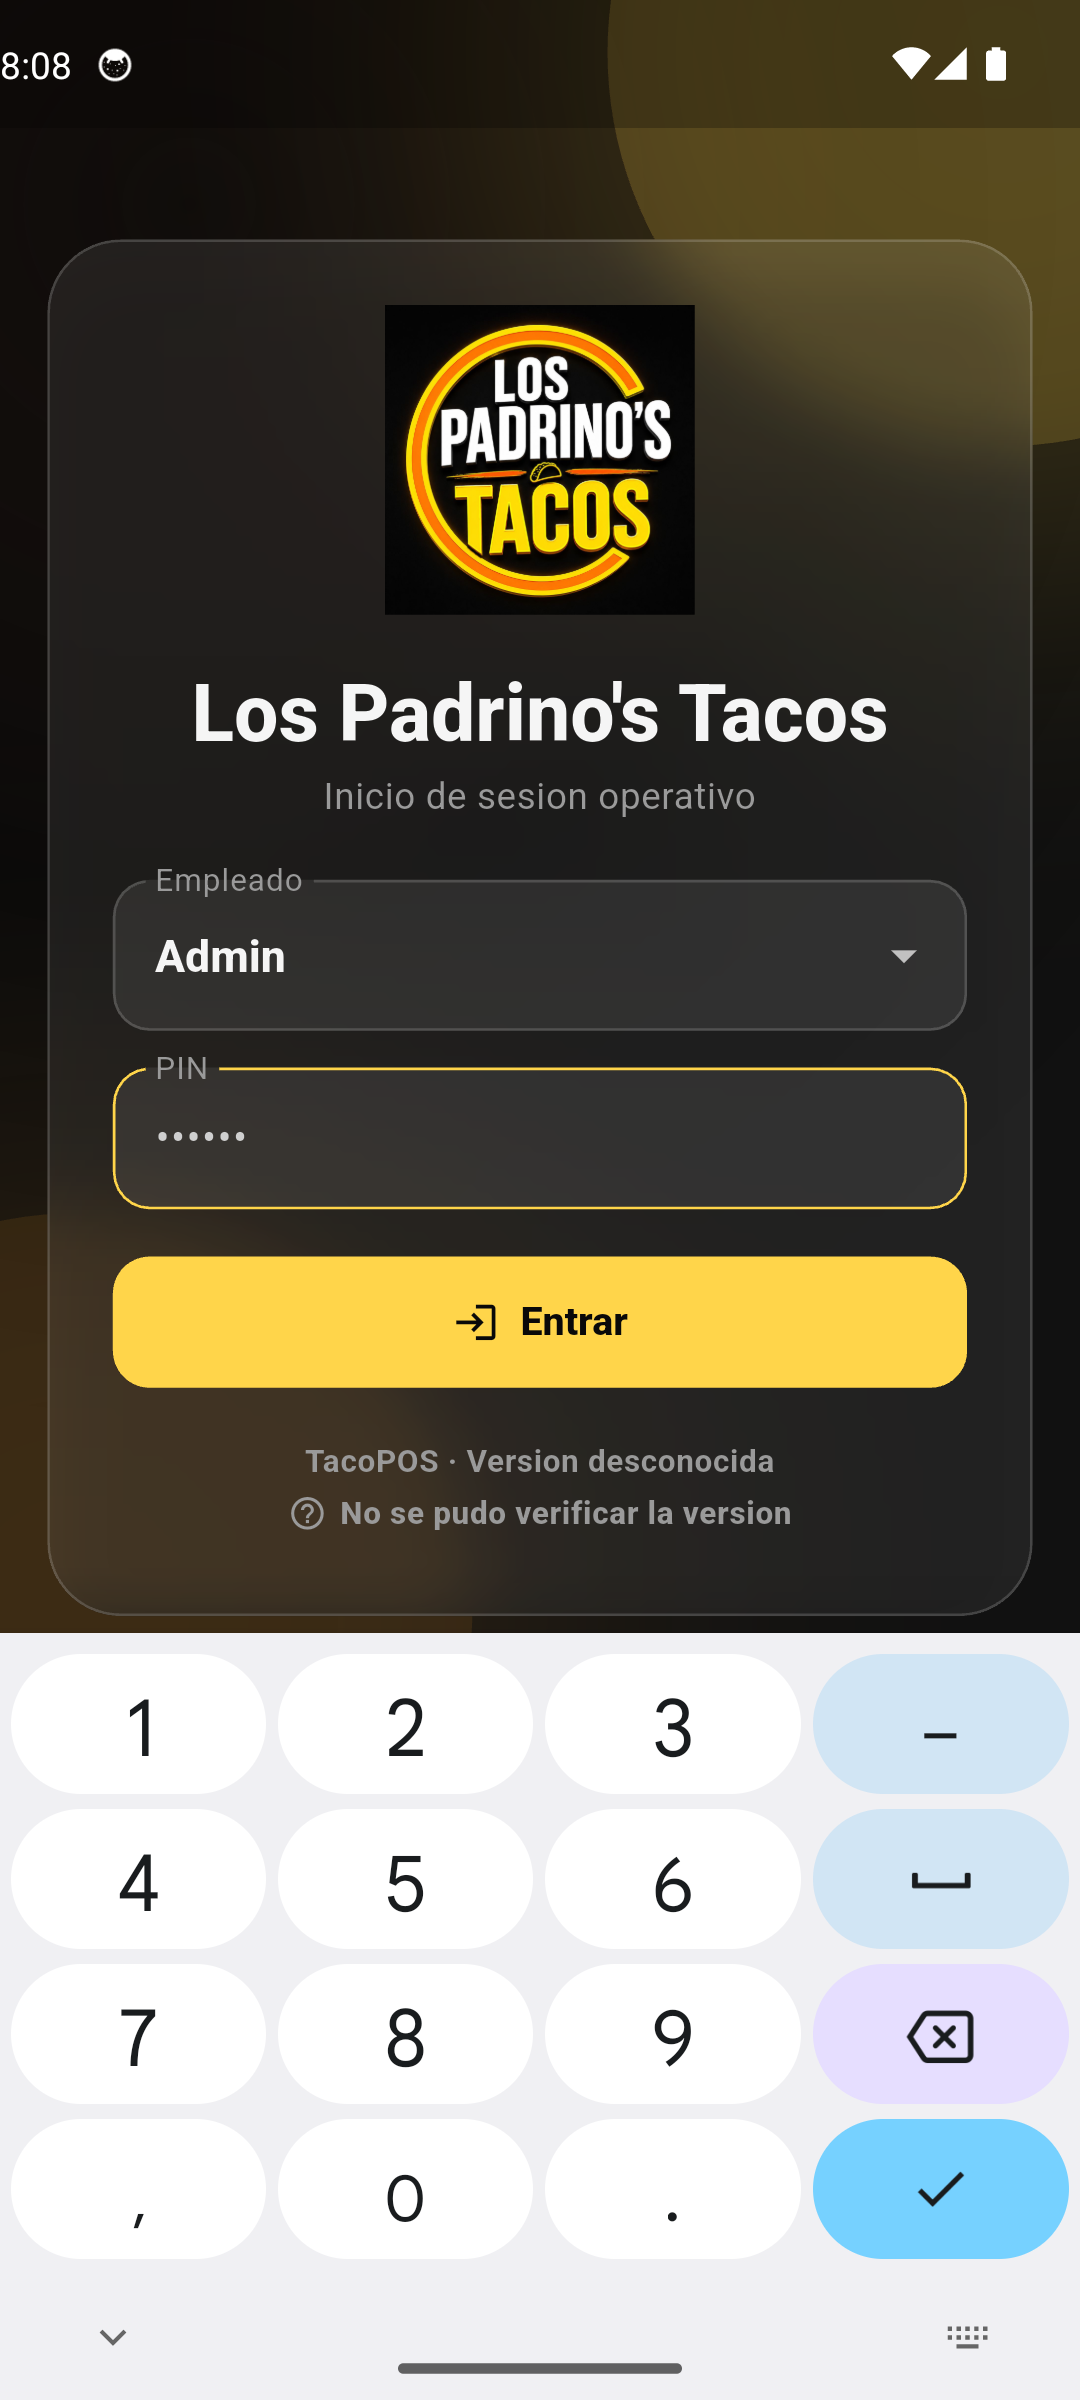 8:08
LOS
PADRINO'S
TACOS
Los Padrino's Tacos
Inicio de sesion operativo
Empleado
Admin
PIN
••••••
Entrar
TacoPOS · Version desconocida
No se pudo verificar la version
1 2 3 –
4 5 6
7 8 9
, 0 .